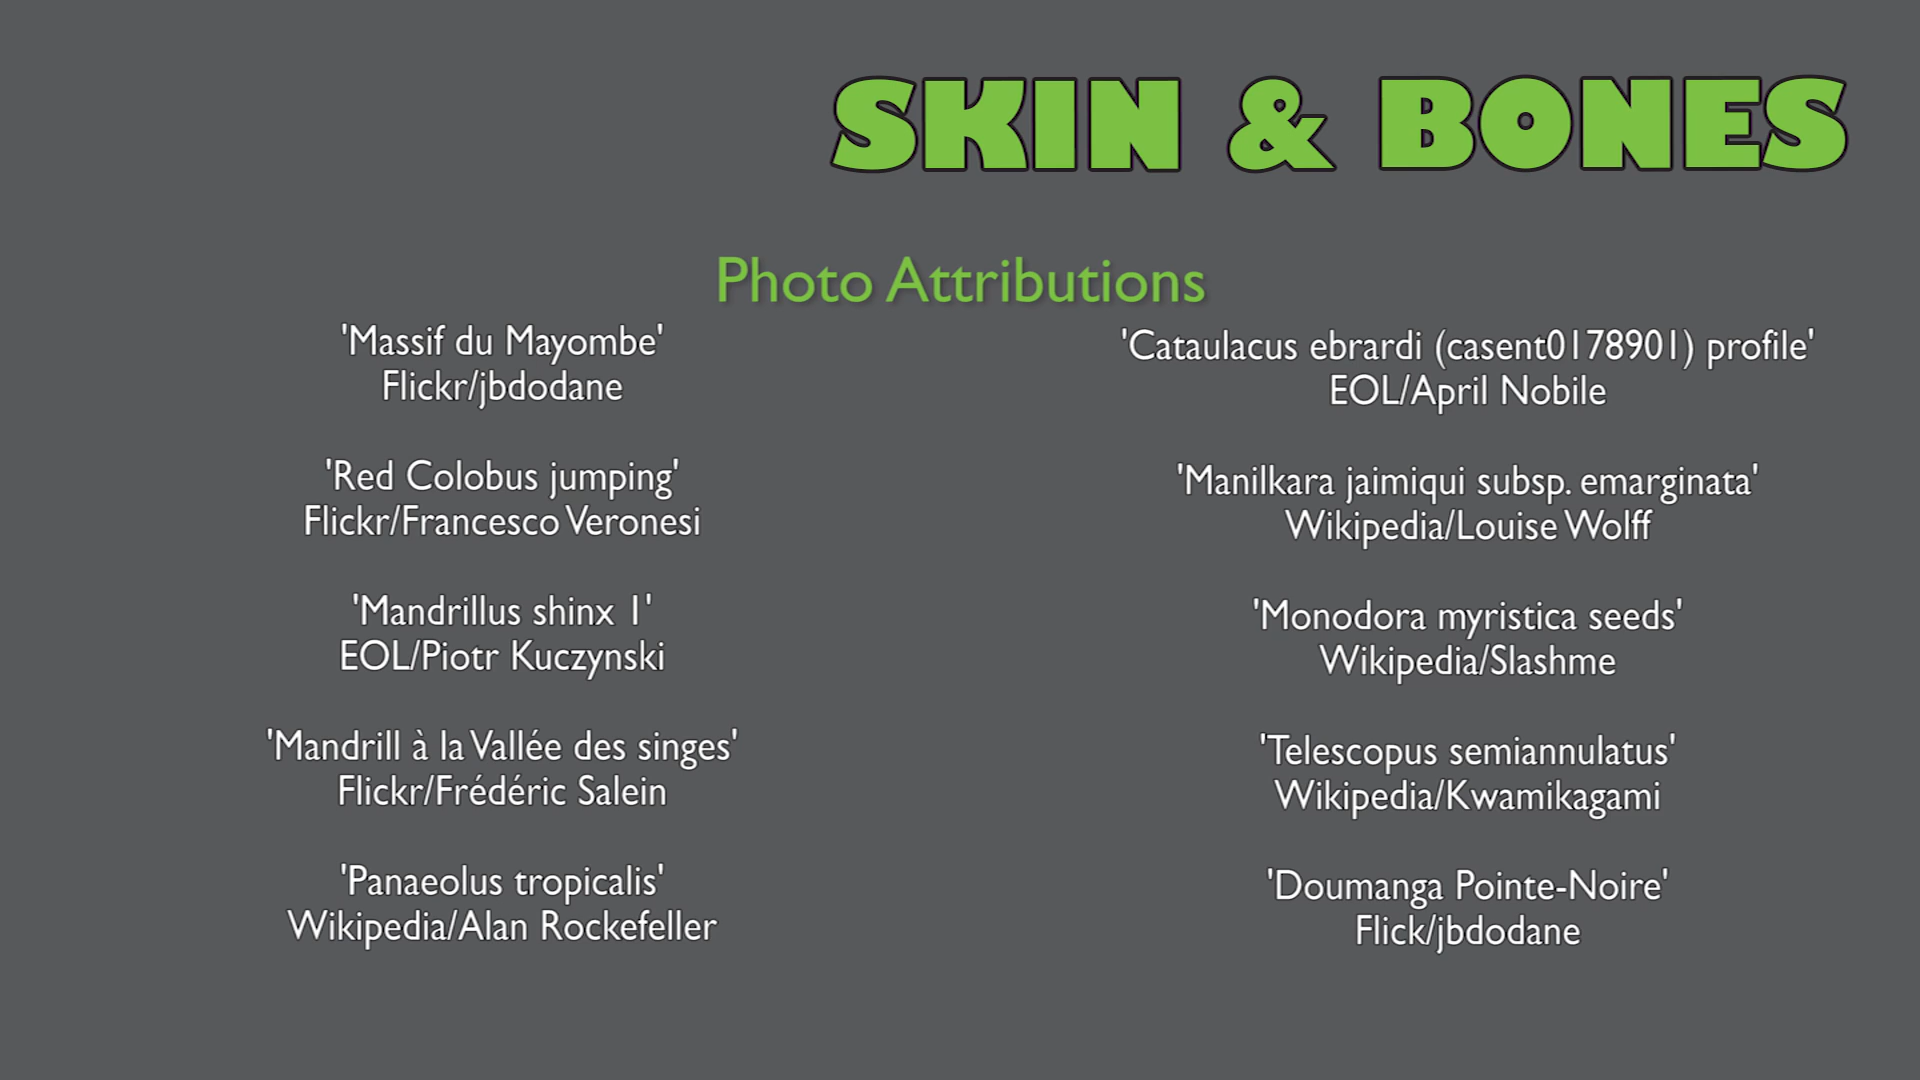 SKIN & BONES
Photo Attributions
'Massif du Mayombe'
Flickr/jbdodane
'Red Colobus jumping'
Flickr/Francesco Veronesi
'Mandrillus shinx 1'
EOL/Piotr Kuczynski
'Mandrill à la Vallée des singes'
Flickr/Frédéric Salein
'Panaeolus tropicalis'
Wikipedia/Alan Rockefeller
'Cataulacus ebrardi (casent0178901) profile'
EOL/April Nobile
'Manilkara jaimiqui subsp. emarginata'
Wikipedia/Louise Wolff
'Monodora myristica seeds'
Wikipedia/Slashme
'Telescopus semiannulatus'
Wikipedia/Kwamikagami
'Doumanga Pointe-Noire'
Flick/jbdodane